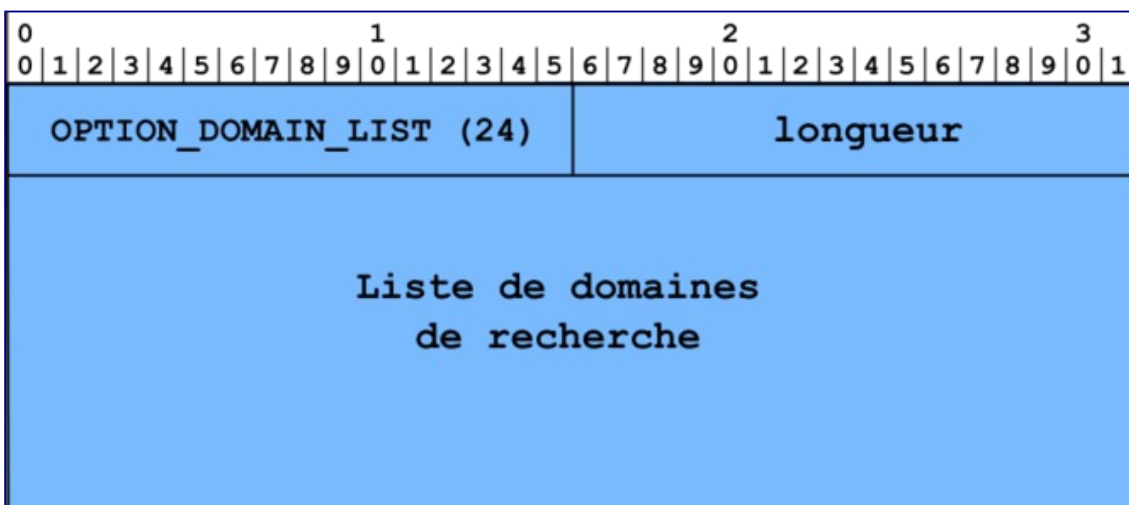 0 1 2 3
0 1 2 3 4 5 6 7 8 9 0 1 2 3 4 5 6 7 8 9 0 1 2 3 4 5 6 7 8 9 0 1
OPTION_DOMAIN_LIST (24) longueur
Liste de domaines
de recherche